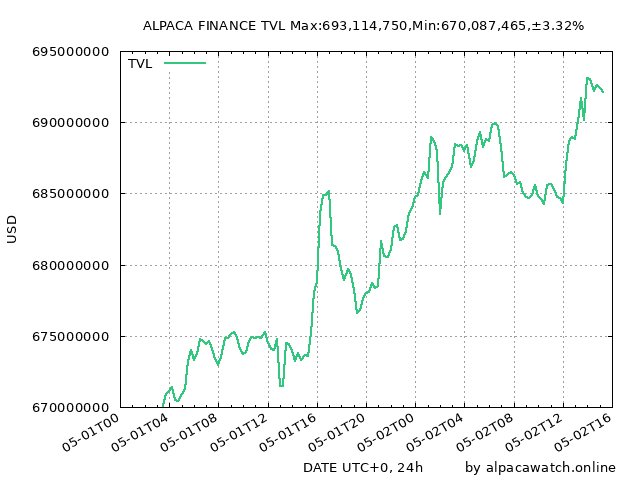 ALPACA FINANCE TVL Max:693,114,750,Min:670,087,465,±3.32%
695000000
TVL
690000000
685000000
USD
680000000
675000000
670000000
05-01T00
05-01T04
05-01T08
05-01T12
05-01T16
05-01T20
05-02T00
05-02T04
05-02T08
05-02T12
05-02T16
DATE UTC+0, 24h
by alpacawatch.online